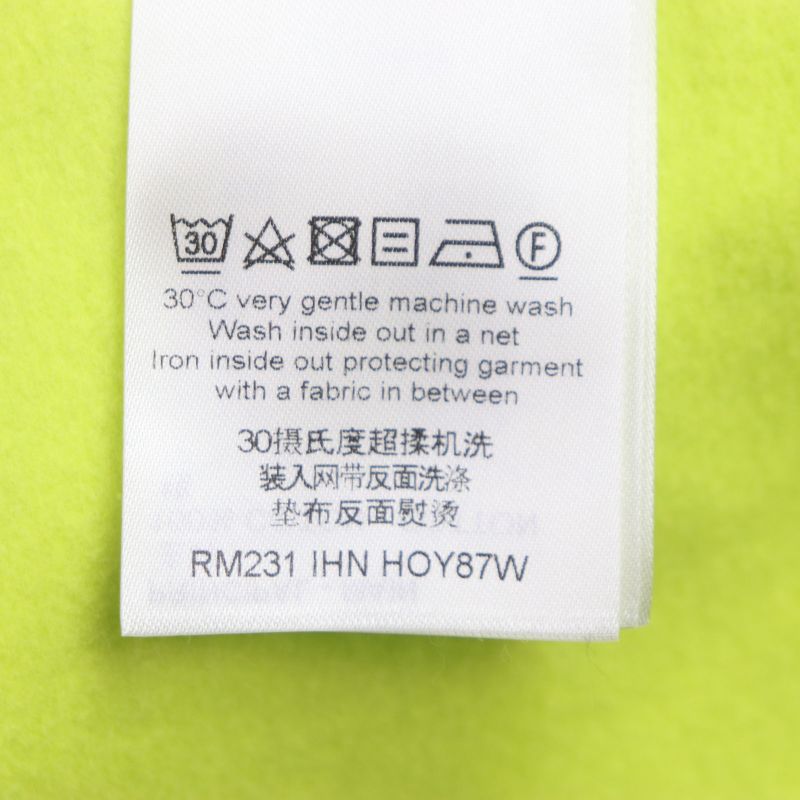 30
F
30°C very gentle machine wash
Wash inside out in a net
Iron inside out protecting garment
with a fabric in between
30摄氏度超揉机洗
装入网带反面洗涤
垫布反面熨烫
RM231 IHN HOY87W